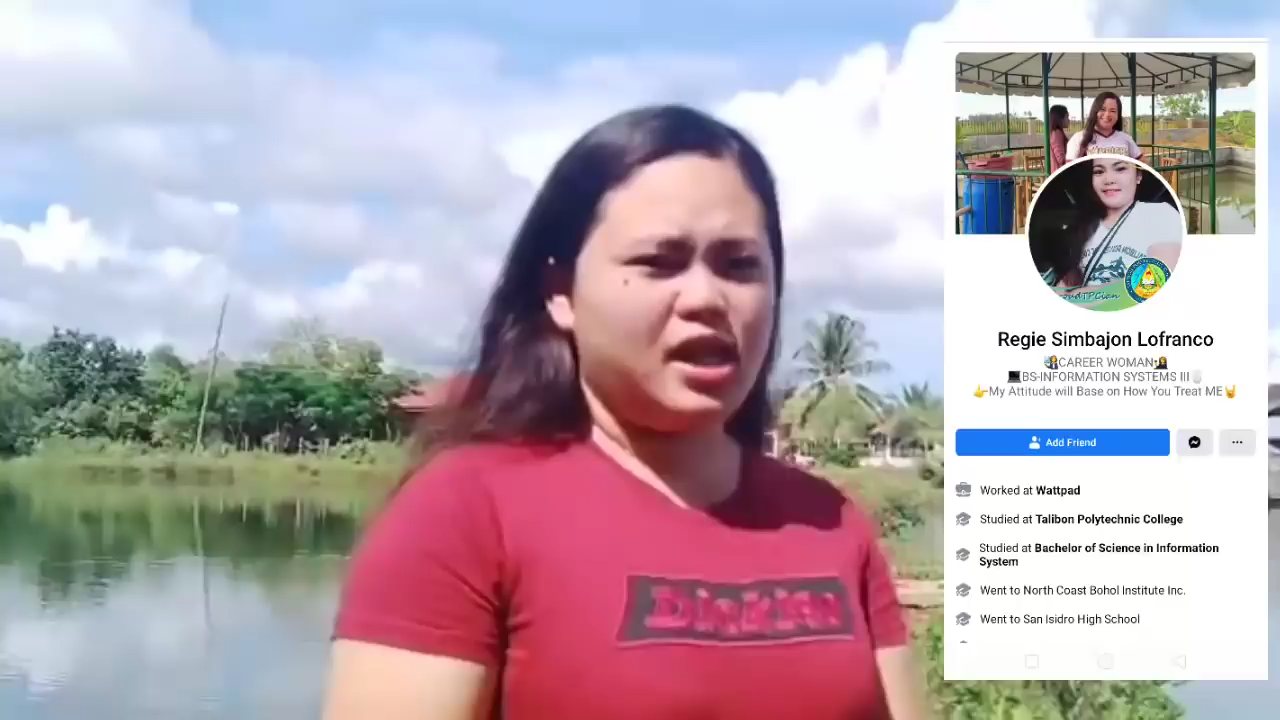 Regie Simbajon Lofranco
CAREER WOMAN
BS-INFORMATION SYSTEMS III
My Attitude will Base on How You Treat ME
Add Friend
Worked at Wattpad
Studied at Talibon Polytechnic College
Studied at Bachelor of Science in Information
System
Went to North Coast Bohol Institute Inc.
Went to San Isidro High School